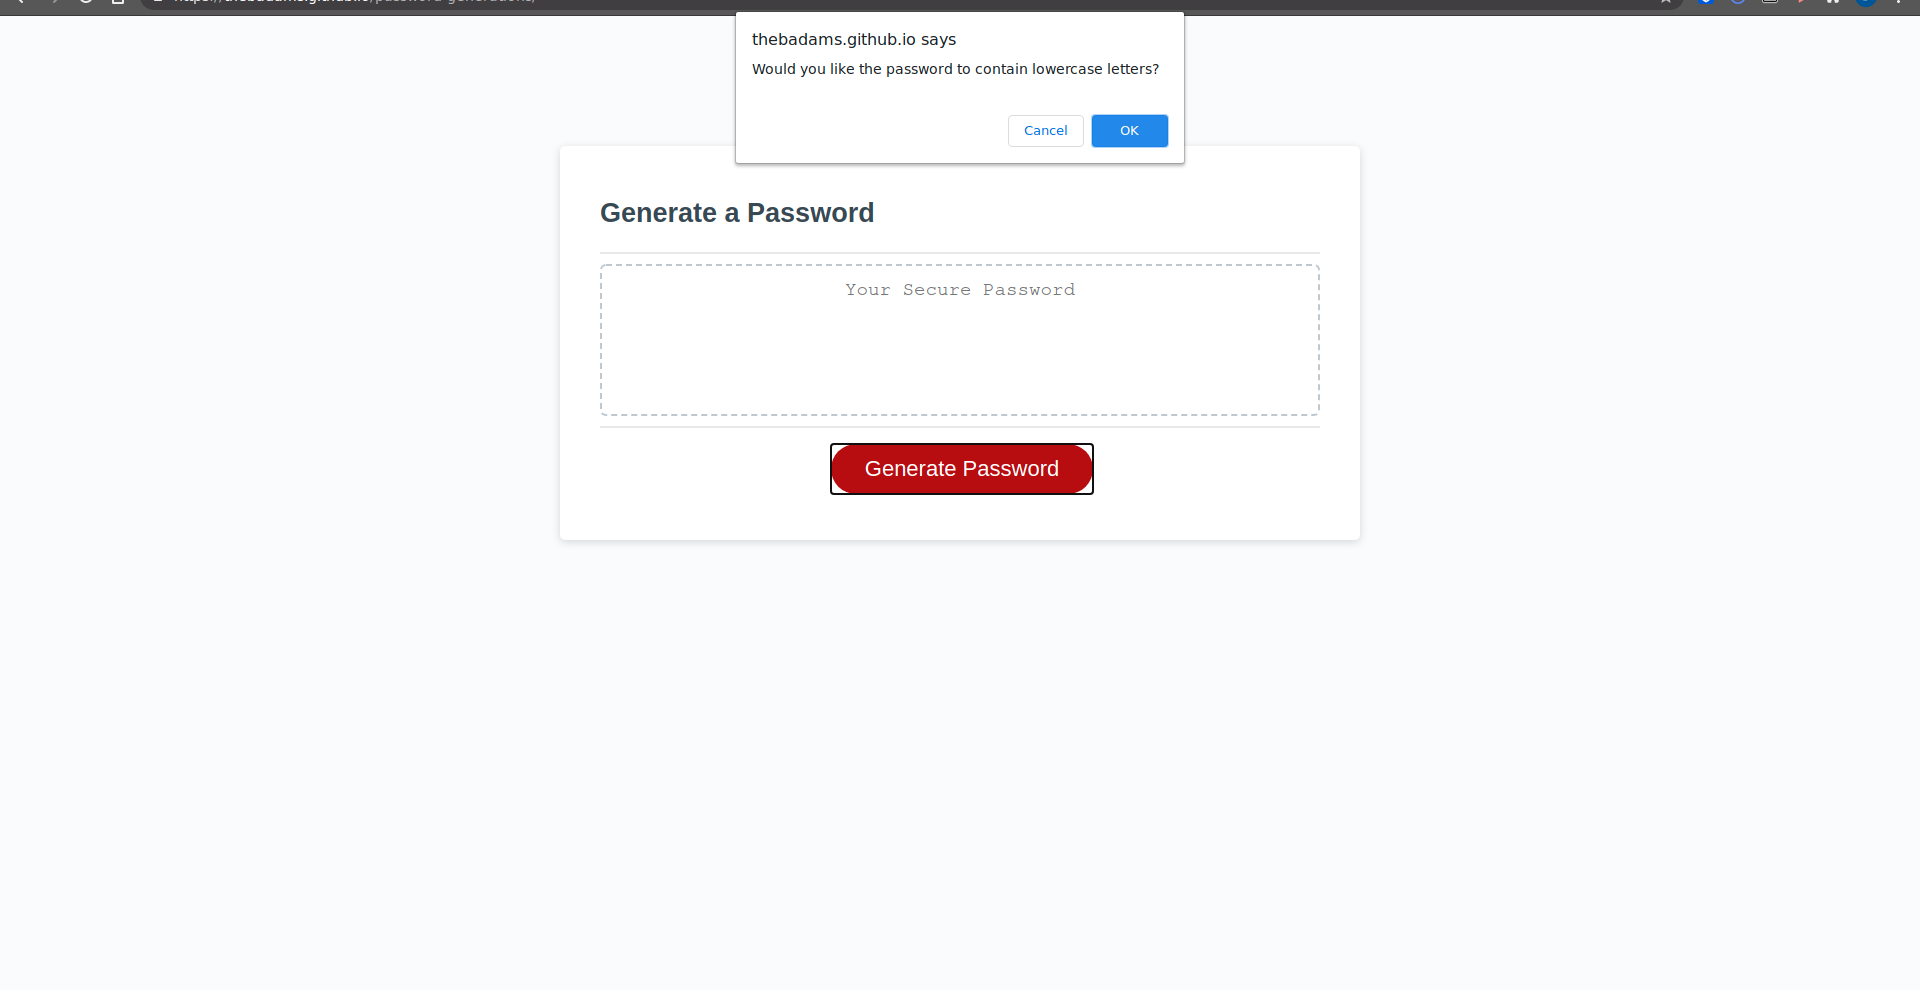 thebadams.github.io says
Would you like the password to contain lowercase letters?
Cancel
OK
Generate a Password
Your Secure Password
Generate Password